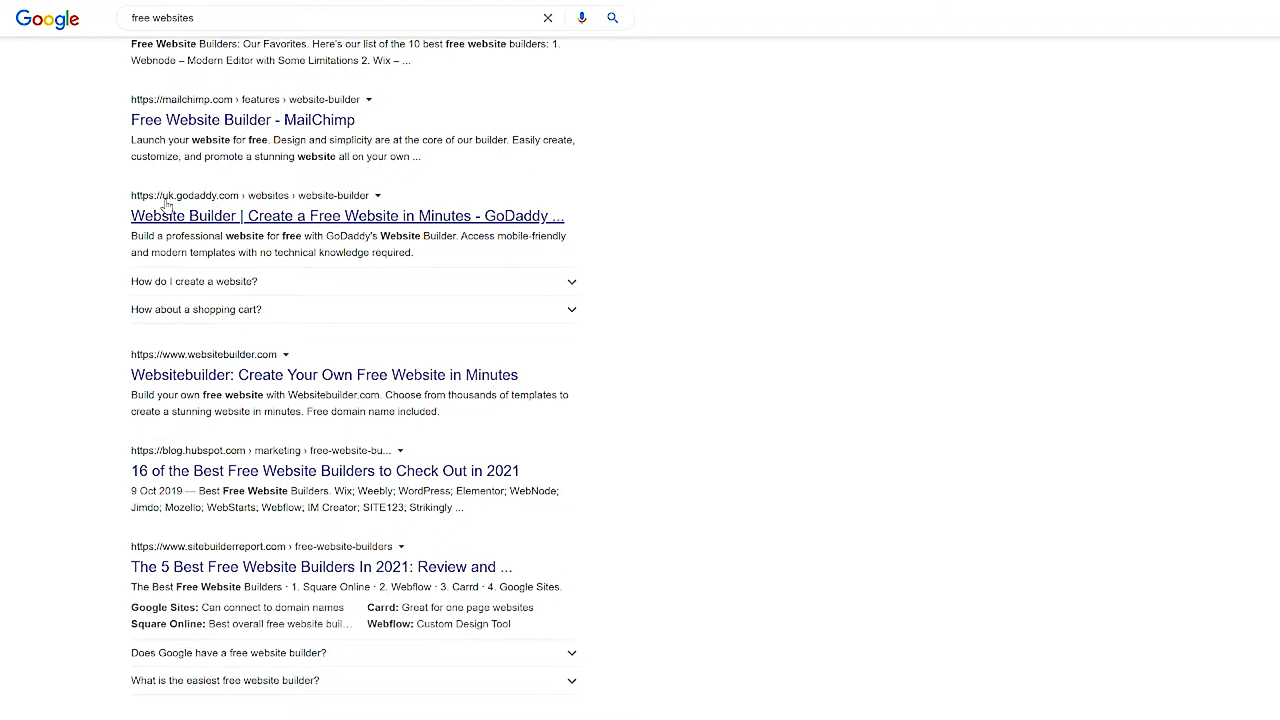 Google
free websites
Free Website Builders: Our Favorites. Here's our list of the 10 best free website builders: 1.
Webnode – Modern Editor with Some Limitations 2. Wix – ...
https://mailchimp.com › features › website-builder
Free Website Builder - MailChimp
Launch your website for free. Design and simplicity are at the core of our builder. Easily create,
customize, and promote a stunning website all on your own ...
https://uk.godaddy.com › websites › website-builder
Website Builder | Create a Free Website in Minutes - GoDaddy ...
Build a professional website for free with GoDaddy's Website Builder. Access mobile-friendly
and modern templates with no technical knowledge required.
How do I create a website?
How about a shopping cart?
https://www.websitebuilder.com
Websitebuilder: Create Your Own Free Website in Minutes
Build your own free website with Websitebuilder.com. Choose from thousands of templates to
create a stunning website in minutes. Free domain name included.
https://blog.hubspot.com › marketing › free-website-bu...
16 of the Best Free Website Builders to Check Out in 2021
9 Oct 2019 — Best Free Website Builders. Wix; Weebly; WordPress; Elementor; WebNode;
Jimdo; Mozello; WebStarts; Webflow; IM Creator; SITE123; Strikingly ...
https://www.sitebuilderreport.com › free-website-builders
The 5 Best Free Website Builders In 2021: Review and ...
The Best Free Website Builders · 1. Square Online · 2. Webflow · 3. Carrd · 4. Google Sites.
Google Sites: Can connect to domain names Carrd: Great for one page websites
Square Online: Best overall free website buil... Webflow: Custom Design Tool
Does Google have a free website builder?
What is the easiest free website builder?